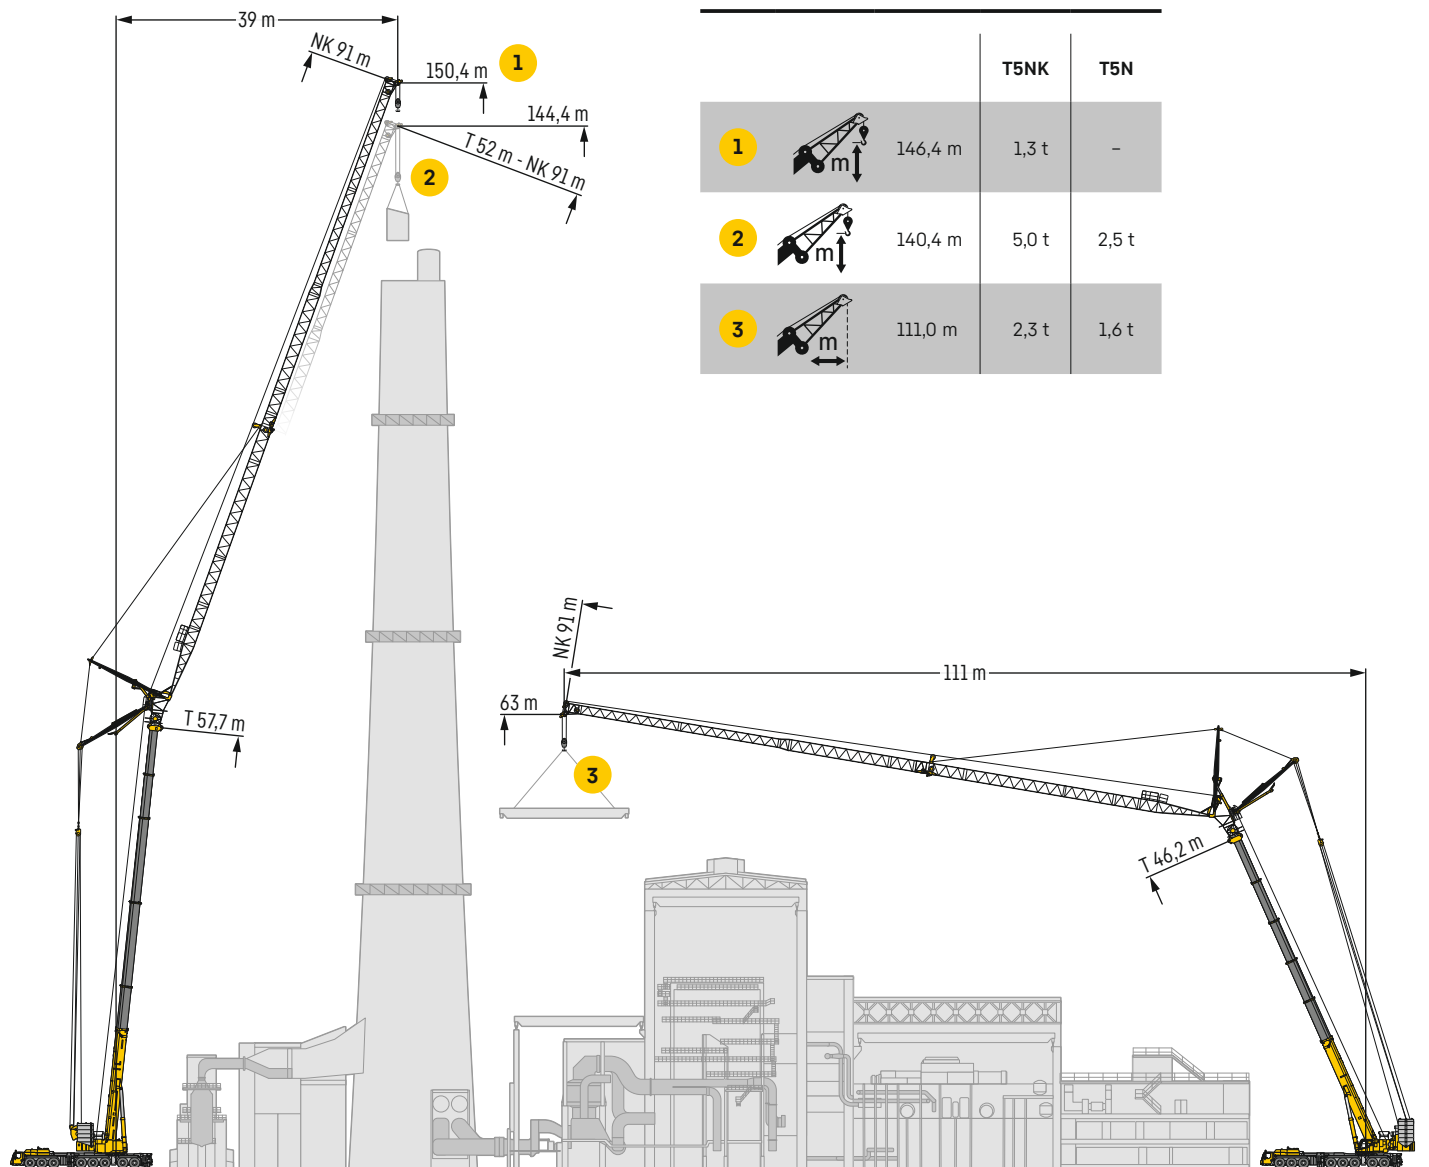 39 m
NK 91 m
150,4 m
1
144,4 m
T 52 m - NK 91 m
2
T 57,7 m
T5NK T5N
1 m 146,4 m 1,3 t –
2 m 140,4 m 5,0 t 2,5 t
3 m 111,0 m 2,3 t 1,6 t
NK 91 m
111 m
63 m
3
T 46,2 m